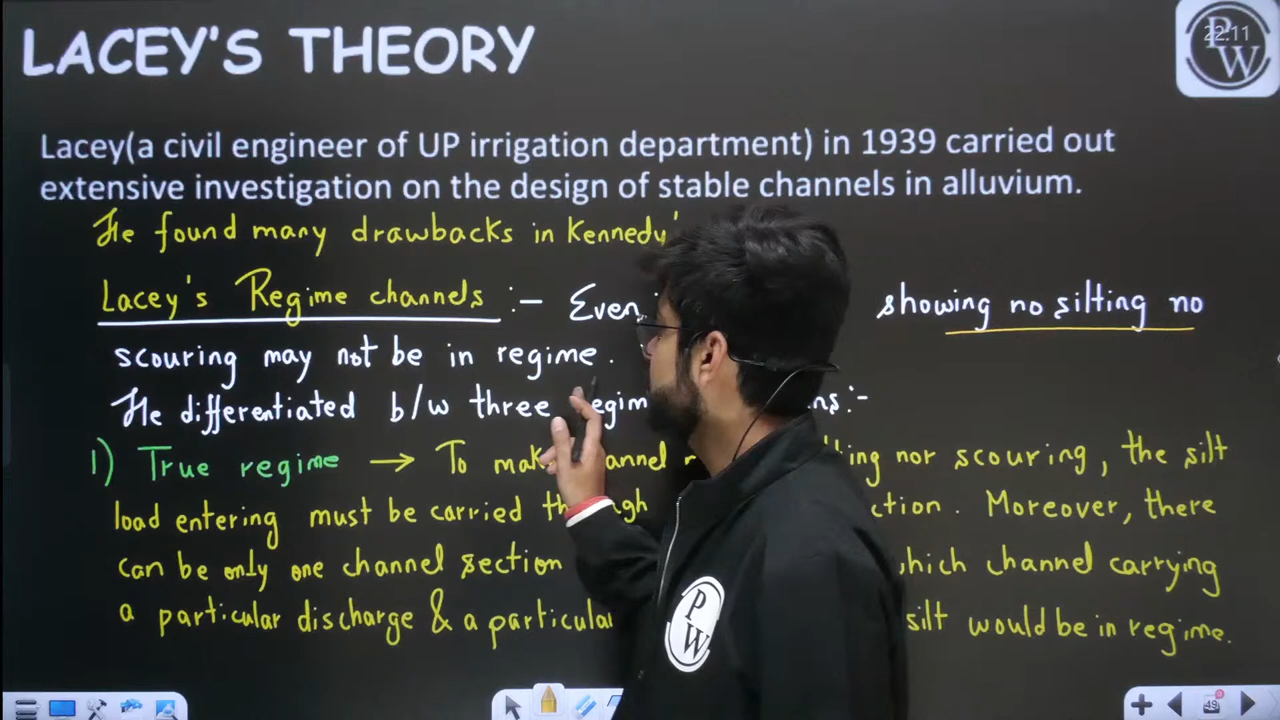 LACEY'S THEORY
22:11
PW
Lacey(a civil engineer of UP irrigation department) in 1939 carried out
extensive investigation on the design of stable channels in alluvium.
He found many drawbacks in Kennedy'
Lacey's Regime channels :- Even showing no silting no
scouring may not be in regime.
He differentiated b/w three :-
1) True regime → To nor scouring, the silt
load entering must be carried . Moreover, there
can be only one channel section which channel carrying
a particular discharge & a particular silt would be in regime.
PW
49